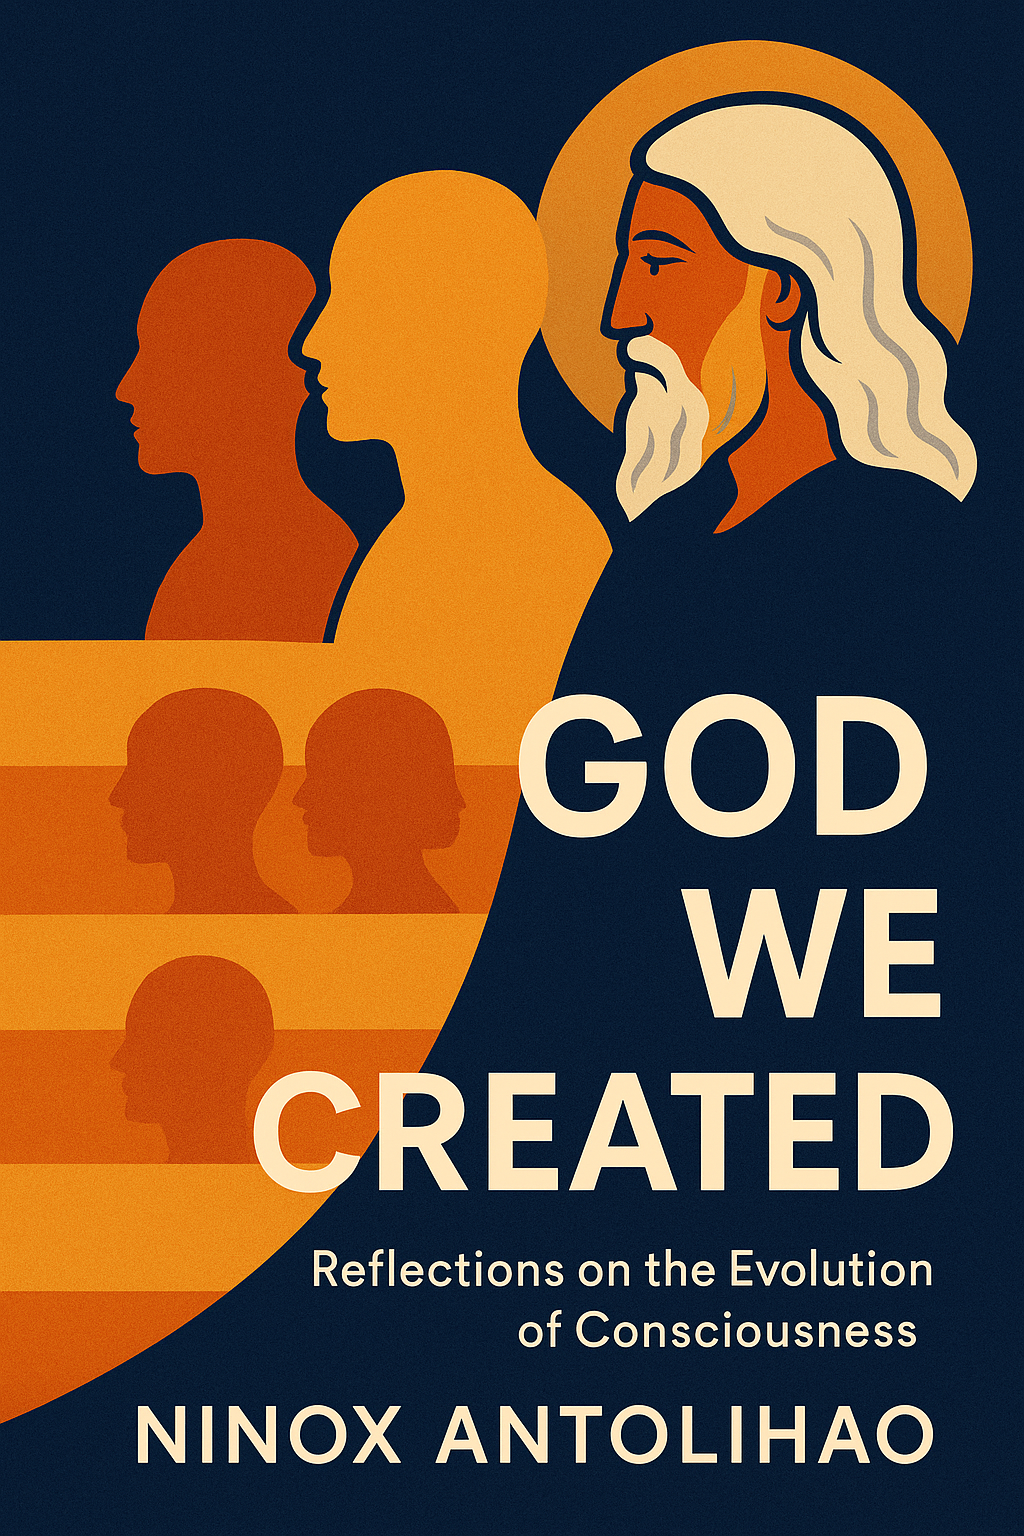 GOD
WE
CREATED
Reflections on the Evolution
of Consciousness
NINOX ANTOLIHAO